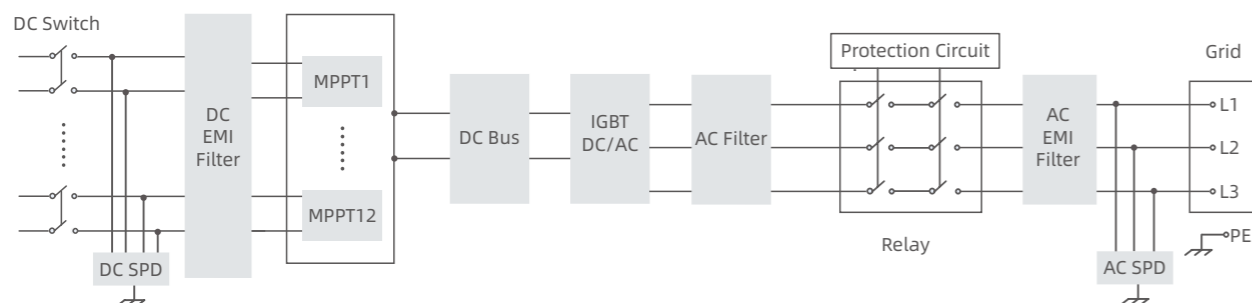 DC Switch
DC
EMI
Filter
DC SPD
MPPT1
MPPT12
DC Bus
IGBT
DC/AC
AC Filter
Protection Circuit
Relay
AC
EMI
Filter
AC SPD
Grid
L1
L2
L3
PE